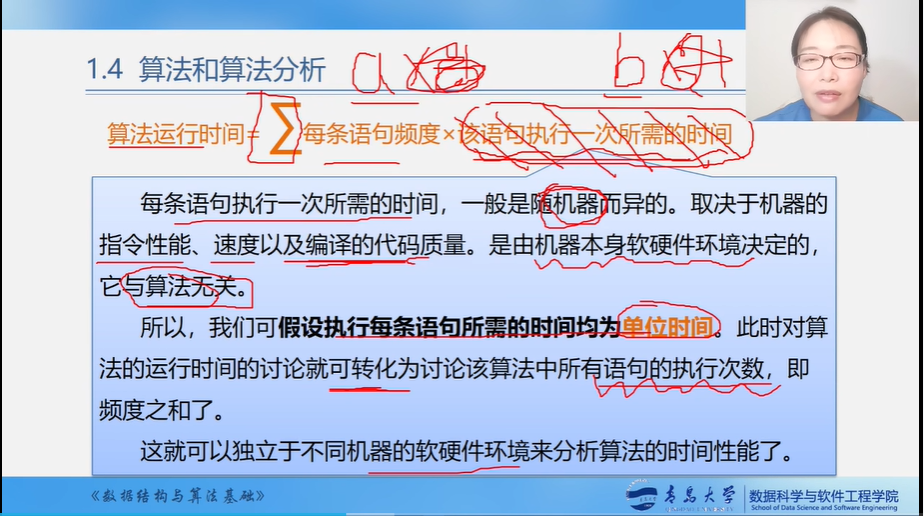 1.4 算法和算法分析
a
b
算法运行时间=∑每条语句频度×该语句执行一次所需的时间
每条语句执行一次所需的时间，一般是随机器而异的。取决于机器的
指令性能、速度以及编译的代码质量。是由机器本身软硬件环境决定的，
它与算法无关。
所以，我们可假设执行每条语句所需的时间均为单位时间。此时对算
法的运行时间的讨论就可转化为讨论该算法中所有语句的执行次数，即
频度之和了。
这就可以独立于不同机器的软硬件环境来分析算法的时间性能了。
《数据结构与算法基础》
青岛大学
QINGDAO UNIVERSITY
数据科学与软件工程学院
School of Data Science and Software Engineering